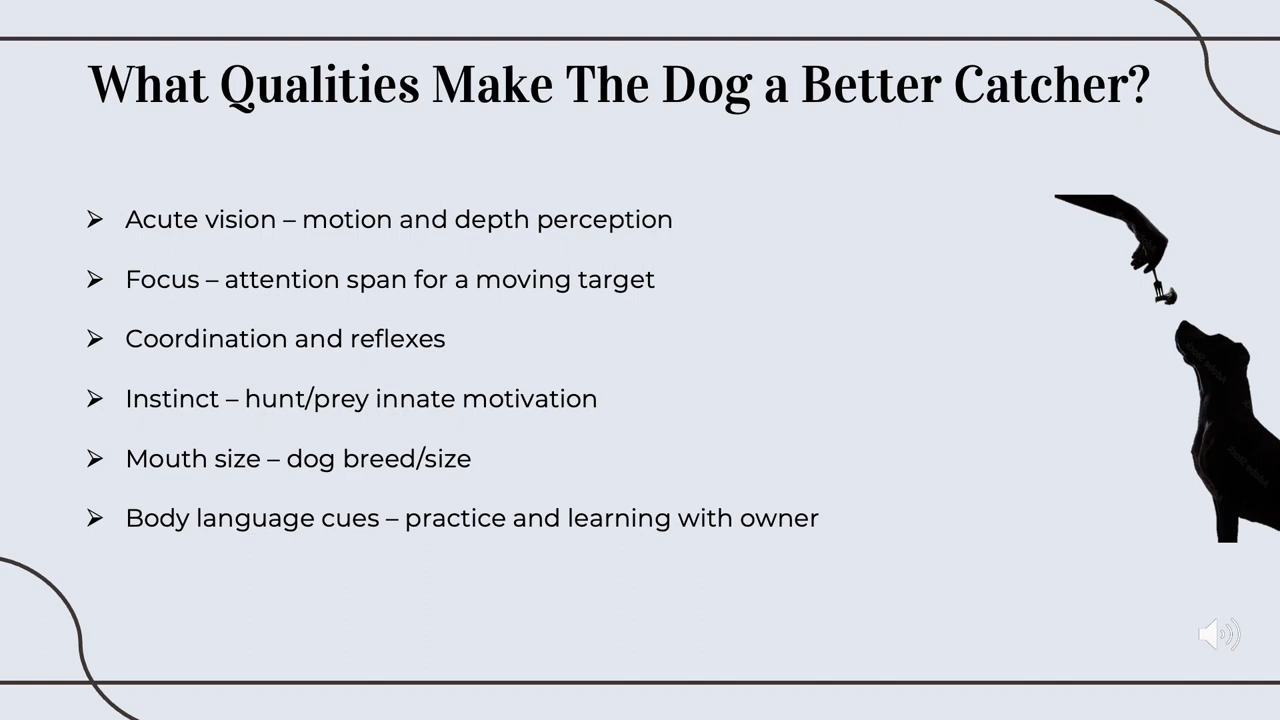 What Qualities Make The Dog a Better Catcher?
➢ Acute vision – motion and depth perception
➢ Focus – attention span for a moving target
➢ Coordination and reflexes
➢ Instinct – hunt/prey innate motivation
➢ Mouth size – dog breed/size
➢ Body language cues – practice and learning with owner